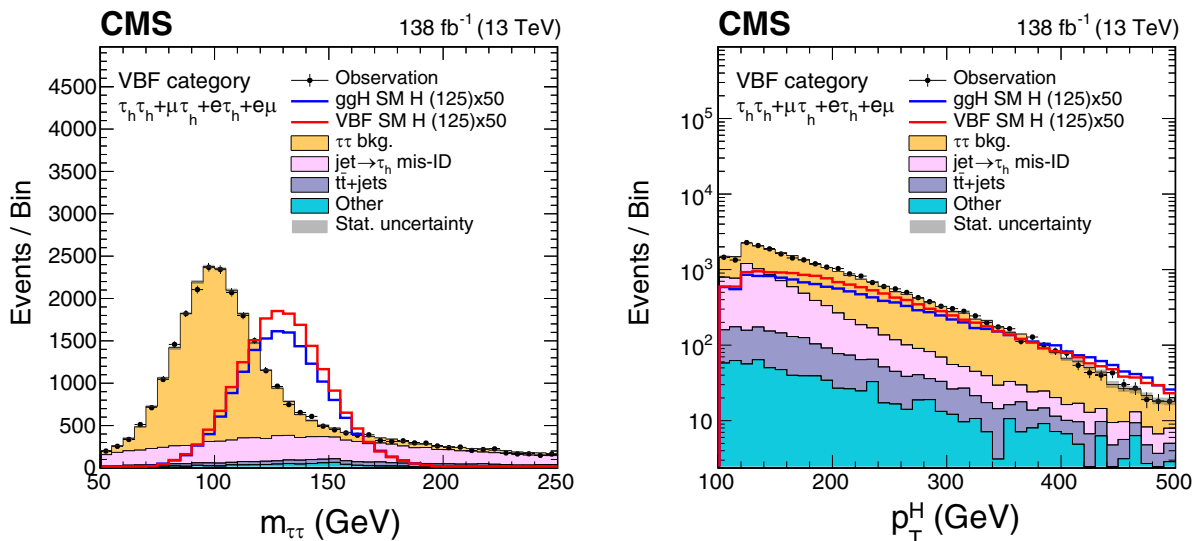 CMS 138 fb⁻¹ (13 TeV)
VBF category
τₕτₕ+μτₕ+eτₕ+eμ
Observation
ggH SM H (125)x50
VBF SM H (125)x50
ττ bkg.
jet→τₕ mis-ID
tt̄+jets
Other
Stat. uncertainty
Events / Bin
4500
4000
3500
3000
2500
2000
1500
1000
500
0
50 100 150 200 250
m_ττ (GeV)
CMS 138 fb⁻¹ (13 TeV)
VBF category
τₕτₕ+μτₕ+eτₕ+eμ
Observation
ggH SM H (125)x50
VBF SM H (125)x50
ττ bkg.
jet→τₕ mis-ID
tt̄+jets
Other
Stat. uncertainty
Events / Bin
10⁵
10⁴
10³
10²
10
100 200 300 400 500
p_T^H (GeV)